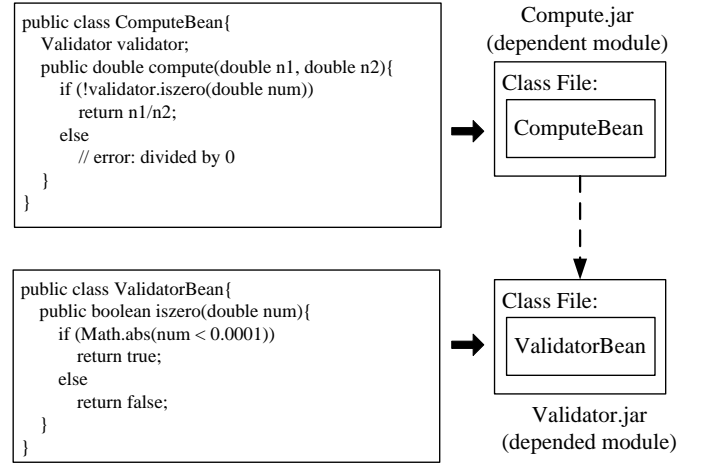 public class ComputeBean{
Validator validator;
public double compute(double n1, double n2){
if (!validator.iszero(double num))
return n1/n2;
else
// error: divided by 0
}
}
Compute.jar
(dependent module)
Class File:
ComputeBean
public class ValidatorBean{
public boolean iszero(double num){
if (Math.abs(num < 0.0001))
return true;
else
return false;
}
}
Class File:
ValidatorBean
Validator.jar
(depended module)